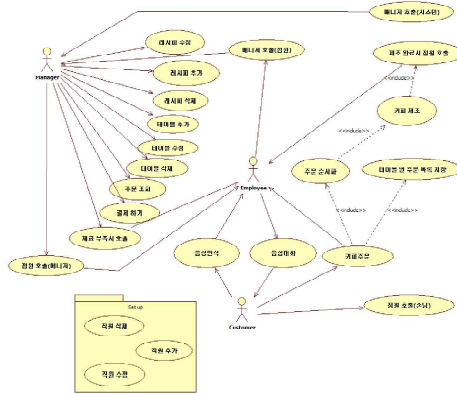 매니저 호출(시스템)
레시피 수정
매니저 호출(점원)
제조 완료시 점원 호출
Manager
<<include>>
레시피 추가
레시피 삭제
커피 제조
테이블 추가
<<include>>
테이블 수정
테이블 삭제
주문 순서화
테이블 별 주문 목록 저장
주문 조회
Employee
결제 하기
<<include>>
<<include>>
재료 부족시 호출
음성인식
음성대화
커피주문
점원 호출(매니저)
Setup
직원 삭제
점원 호출(손님)
Customer
직원 추가
직원 수정